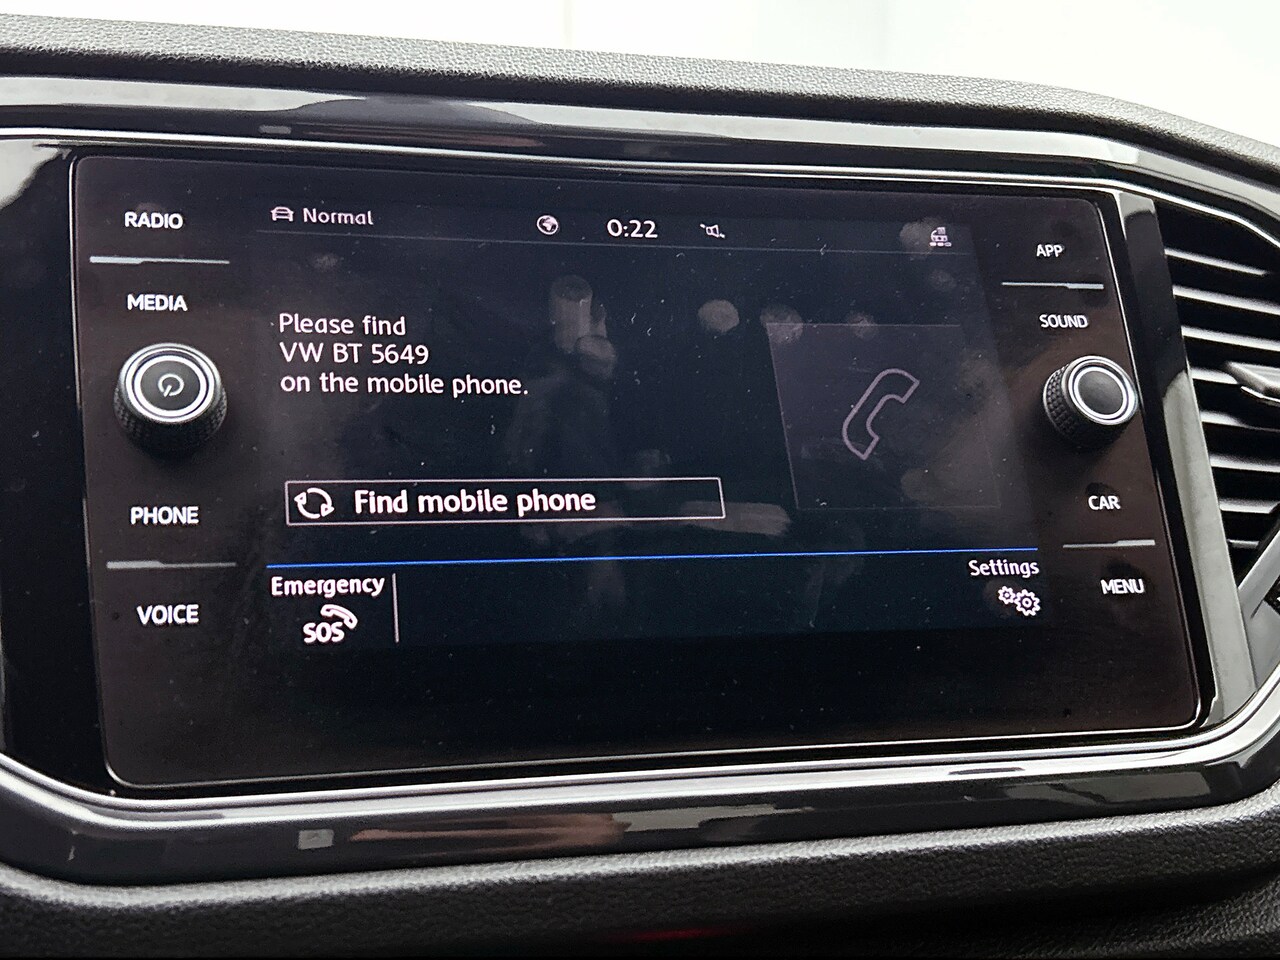 RADIO
MEDIA
PHONE
VOICE
Normal
0:22
Please find
VW BT 5649
on the mobile phone.
Find mobile phone
Emergency
SOS
Settings
APP
SOUND
CAR
MENU